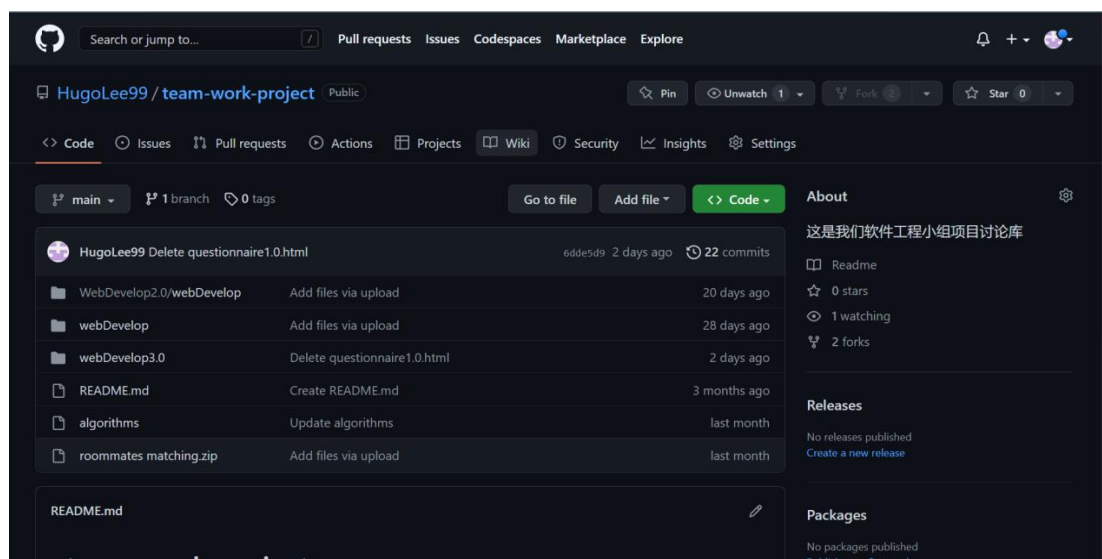 Search or jump to... / Pull requests Issues Codespaces Marketplace Explore
HugoLee99 / team-work-project Public Pin Unwatch 1 Fork 2 Star 0
<> Code Issues Pull requests Actions Projects Wiki Security Insights Settings
main 1 branch 0 tags Go to file Add file <> Code About
这是我们软件工程小组项目讨论库
HugoLee99 Delete questionnaire1.0.html 6dde5d9 2 days ago 22 commits
Readme
WebDevelop2.0/webDevelop Add files via upload 20 days ago
0 stars
webDevelop Add files via upload 28 days ago
1 watching
2 forks
webDevelop3.0 Delete questionnaire1.0.html 2 days ago
README.md Create README.md 3 months ago
Releases
algorithms Update algorithms last month
No releases published
Create a new release
roommates matching.zip Add files via upload last month
README.md Packages
No packages published